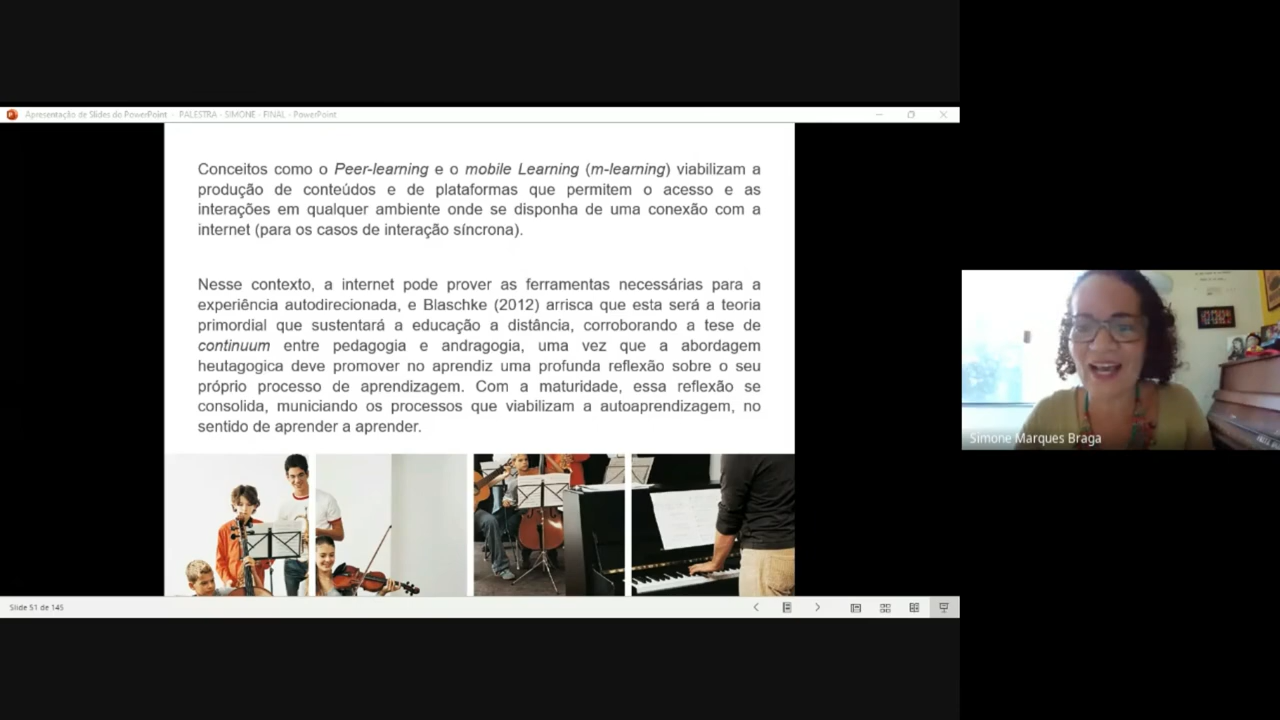 Apresentação de Slides do PowerPoint - PALESTRA - SIMONE - FINAL - PowerPoint
Conceitos como o Peer-learning e o mobile Learning (m-learning) viabilizam a
produção de conteúdos e de plataformas que permitem o acesso e as
interações em qualquer ambiente onde se disponha de uma conexão com a
internet (para os casos de interação síncrona).
Nesse contexto, a internet pode prover as ferramentas necessárias para a
experiência autodirecionada, e Blaschke (2012) arrisca que esta será a teoria
primordial que sustentará a educação a distância, corroborando a tese de
continuum entre pedagogia e andragogia, uma vez que a abordagem
heutagogica deve promover no aprendiz uma profunda reflexão sobre o seu
próprio processo de aprendizagem. Com a maturidade, essa reflexão se
consolida, municiando os processos que viabilizam a autoaprendizagem, no
sentido de aprender a aprender.
Simone Marques Braga
Slide 51 de 145